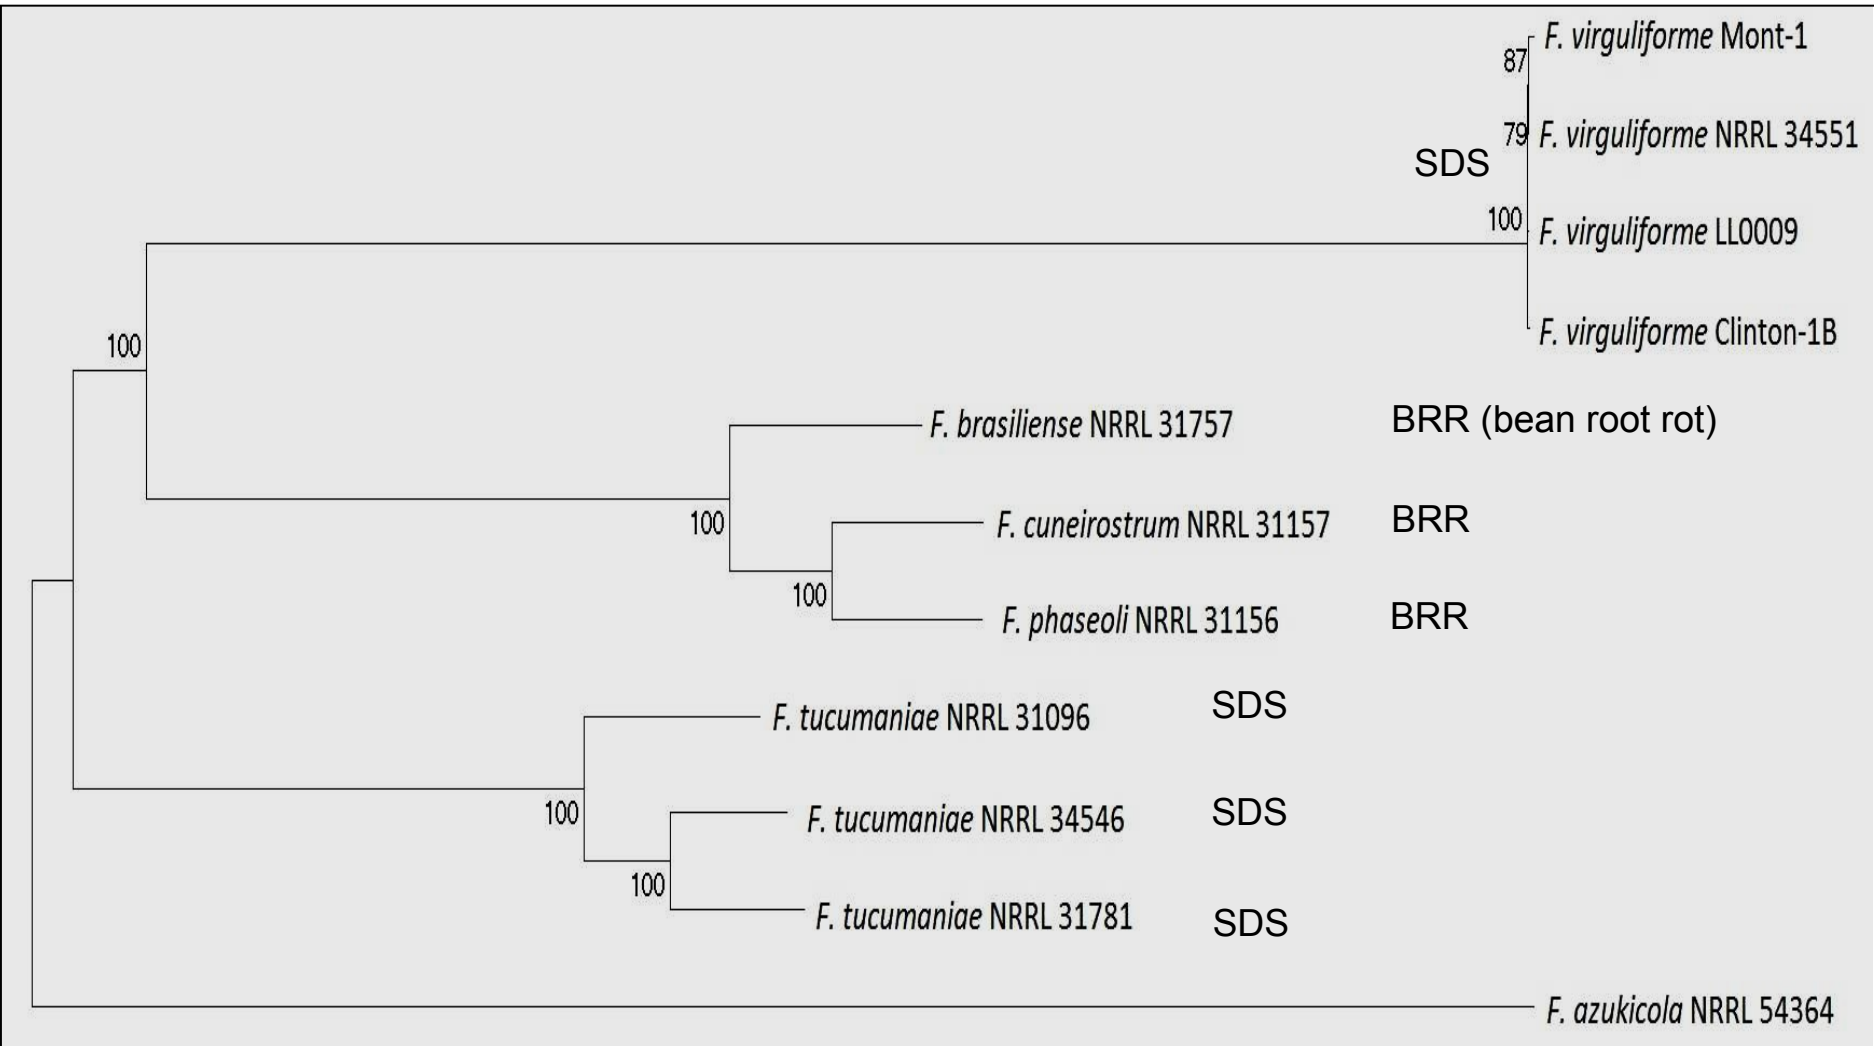 F. virguliforme Mont-1
87
79 F. virguliforme NRRL 34551
SDS
100 F. virguliforme LL0009
F. virguliforme Clinton-1B
100
F. brasiliense NRRL 31757 BRR (bean root rot)
100 F. cuneirostrum NRRL 31157 BRR
100 F. phaseoli NRRL 31156 BRR
F. tucumaniae NRRL 31096 SDS
100 F. tucumaniae NRRL 34546 SDS
100
F. tucumaniae NRRL 31781 SDS
F. azukicola NRRL 54364